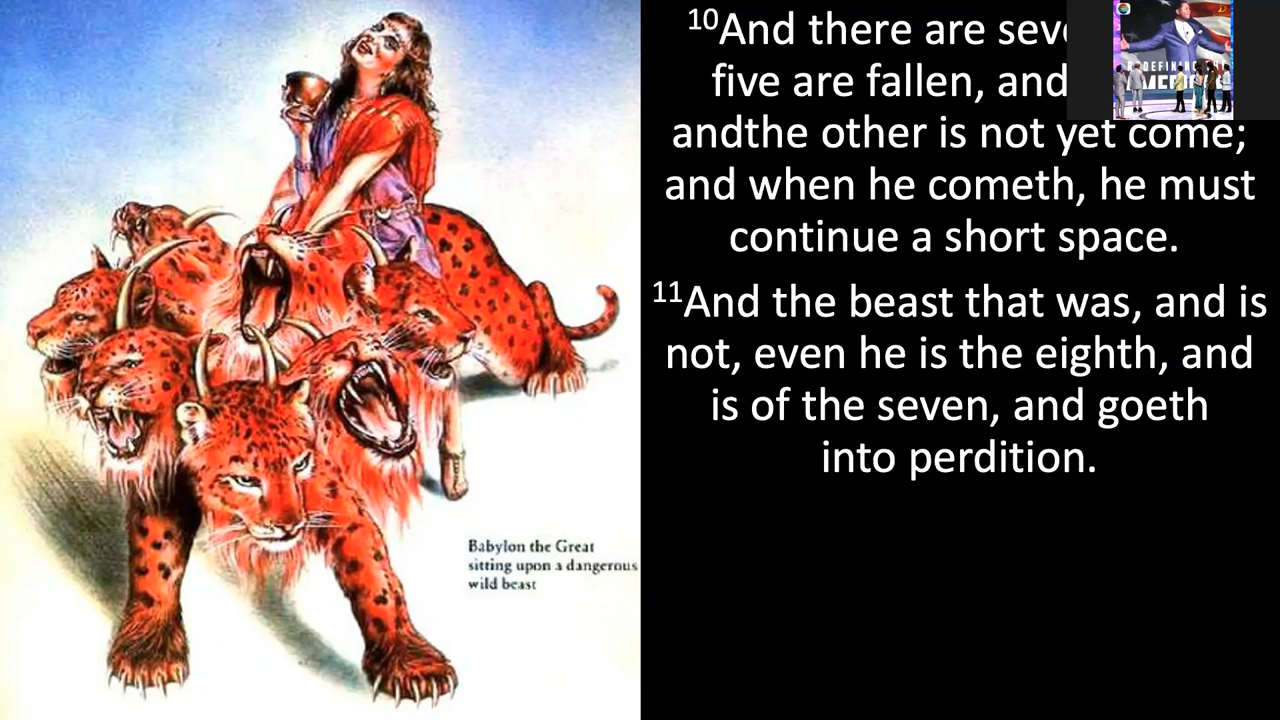 Babylon the Great
sitting upon a dangerous
wild beast
10And there are sev
five are fallen, and
andthe other is not yet come;
and when he cometh, he must
continue a short space.
11And the beast that was, and is
not, even he is the eighth, and
is of the seven, and goeth
into perdition.